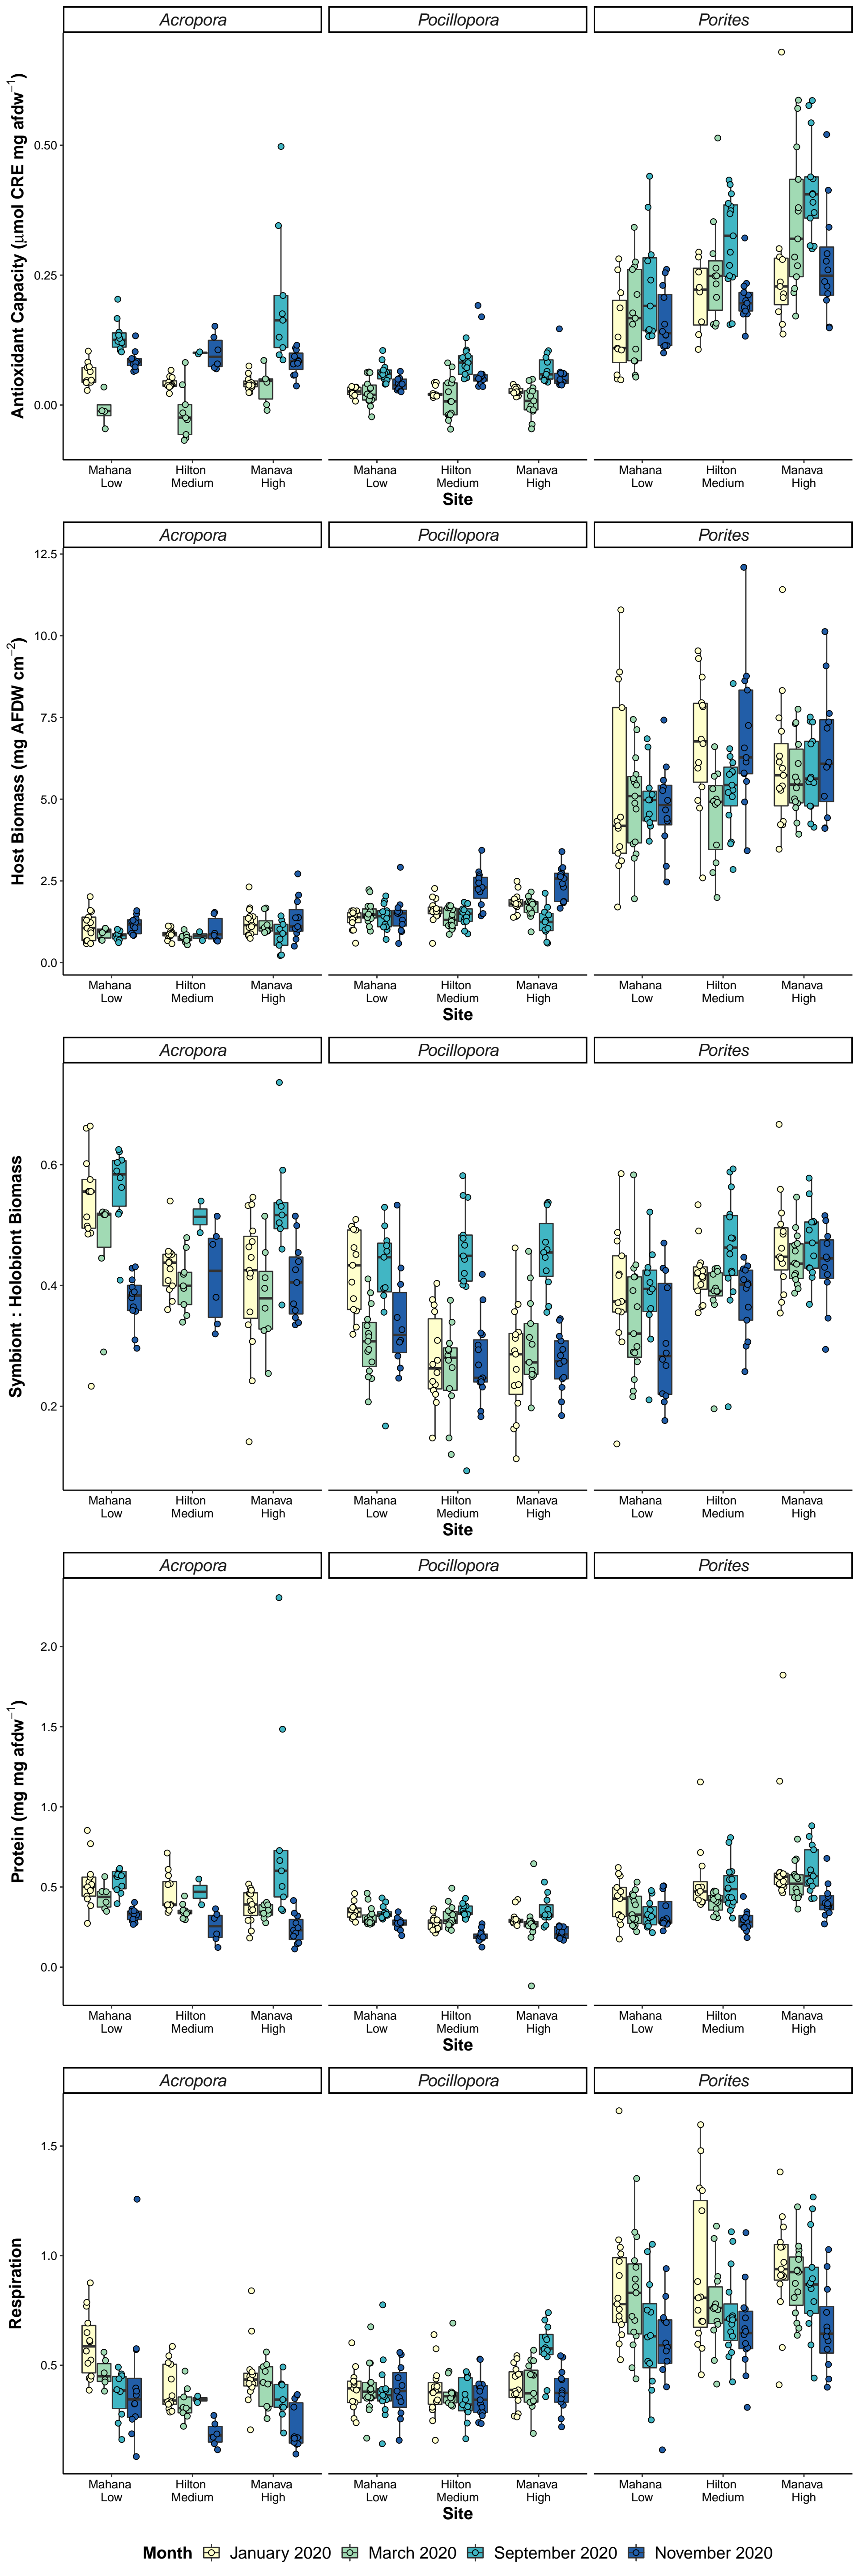 Acropora Pocillopora Porites
Antioxidant Capacity (μmol CRE mg afdw−1)
0.50
0.25
0.00
Mahana Hilton Manava Mahana Hilton Manava Mahana Hilton Manava
Low Medium High Low Medium High Low Medium High
Site
Acropora Pocillopora Porites
Host Biomass (mg AFDW cm−2)
12.5
10.0
7.5
5.0
2.5
0.0
Mahana Hilton Manava Mahana Hilton Manava Mahana Hilton Manava
Low Medium High Low Medium High Low Medium High
Site
Acropora Pocillopora Porites
Symbiont : Holobiont Biomass
0.6
0.4
0.2
Mahana Hilton Manava Mahana Hilton Manava Mahana Hilton Manava
Low Medium High Low Medium High Low Medium High
Site
Acropora Pocillopora Porites
Protein (mg mg afdw−1)
2.0
1.5
1.0
0.5
0.0
Mahana Hilton Manava Mahana Hilton Manava Mahana Hilton Manava
Low Medium High Low Medium High Low Medium High
Site
Acropora Pocillopora Porites
Respiration
1.5
1.0
0.5
Mahana Hilton Manava Mahana Hilton Manava Mahana Hilton Manava
Low Medium High Low Medium High Low Medium High
Site
Month January 2020 March 2020 September 2020 November 2020